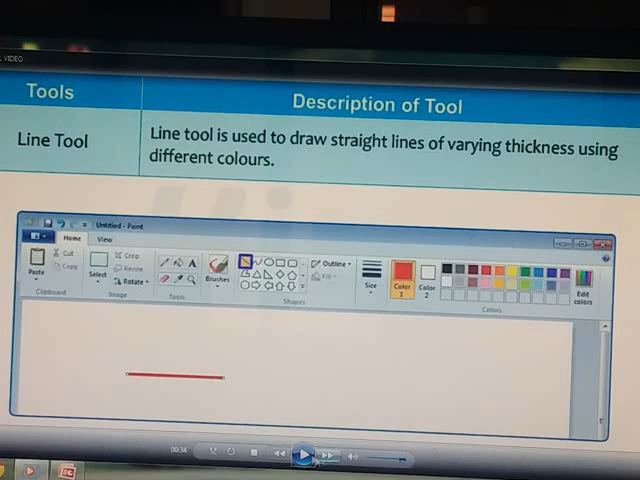 L VIDEO
Tools
Description of Tool
Line Tool
Line tool is used to draw straight lines of varying thickness using
different colours.
Untitled - Paint
Home
View
Paste
Cut
Copy
Clipboard
Select
Crop
Resize
Rotate
Image
A
Tools
Brushes
Shapes
Outline
Fill
Size
Color
1
Color
2
Colors
Edit
colors
00:34